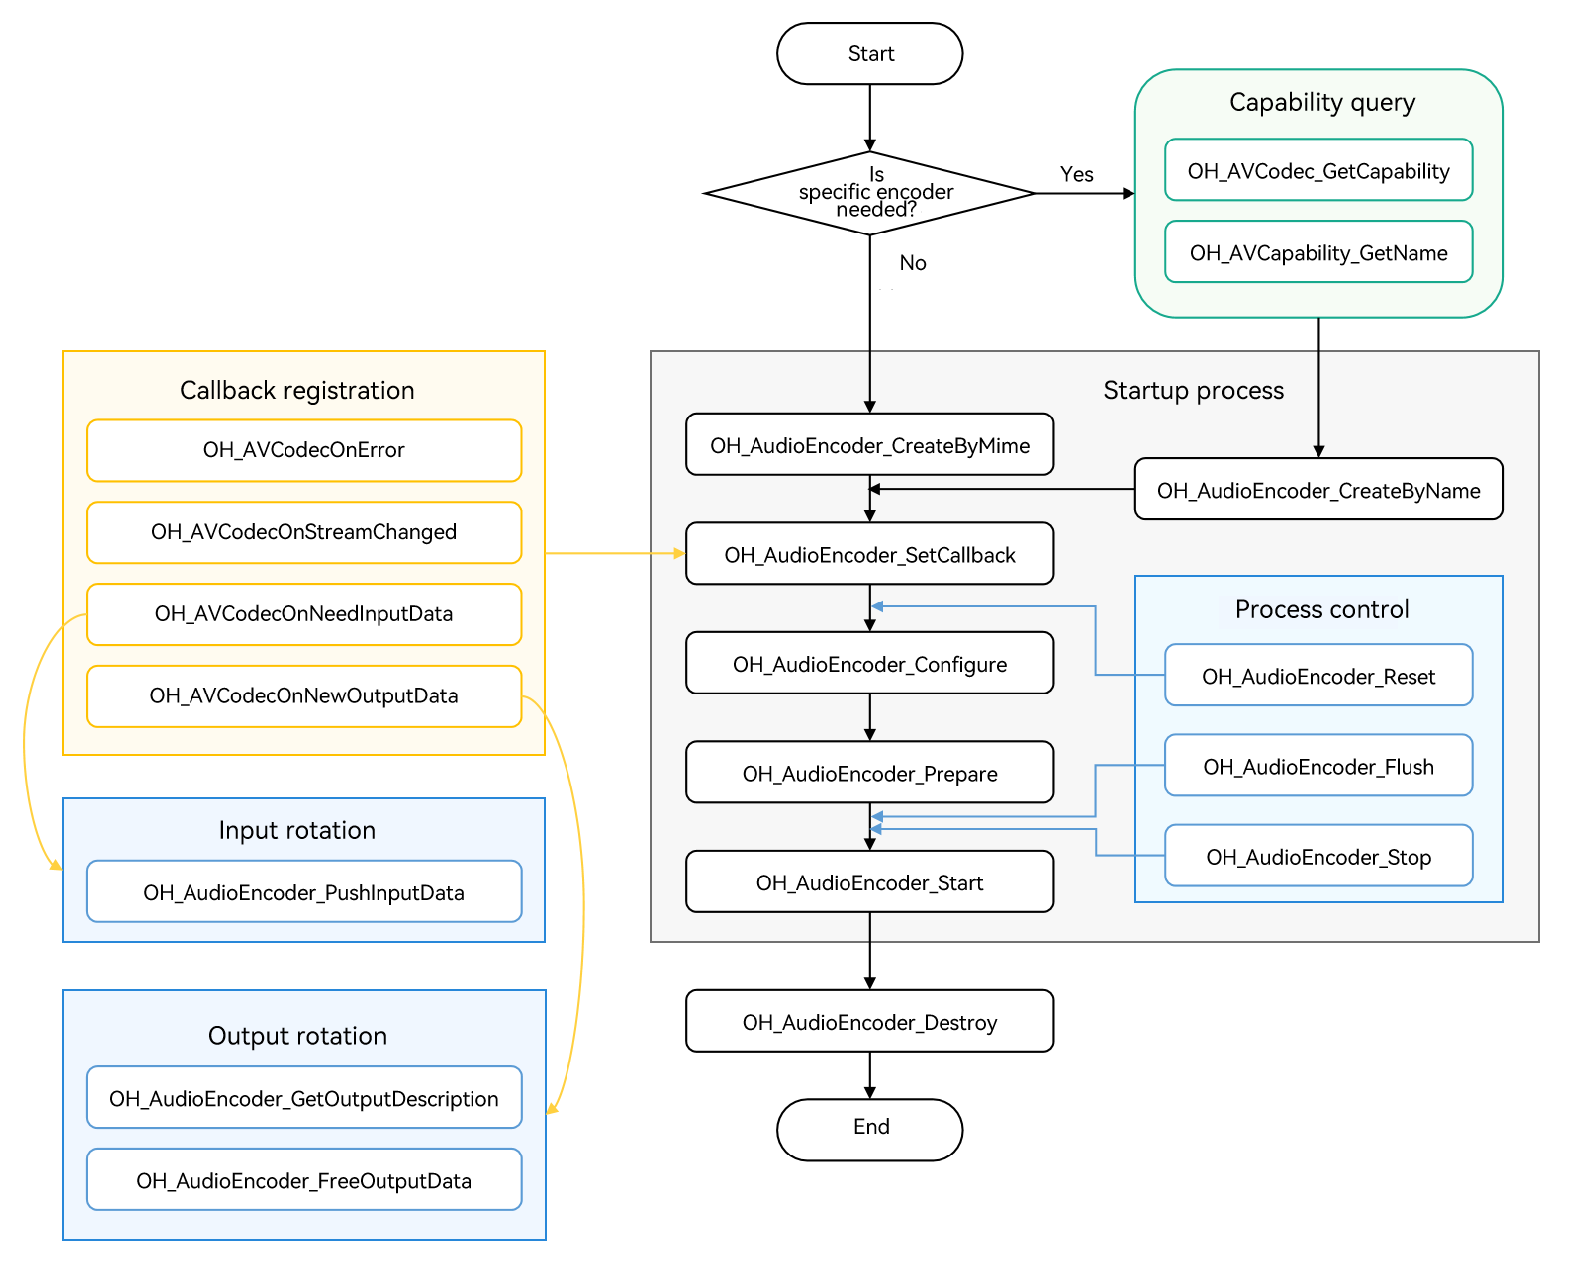 Start
Is
specific encoder
needed?
Yes
No
Capability query
OH_AVCodec_GetCapability
OH_AVCapability_GetName
Callback registration
OH_AVCodecOnError
OH_AVCodecOnStreamChanged
OH_AVCodecOnNeedInputData
OH_AVCodecOnNewOutputData
Input rotation
OH_AudioEncoder_PushInputData
Output rotation
OH_AudioEncoder_GetOutputDescription
OH_AudioEncoder_FreeOutputData
Startup process
OH_AudioEncoder_CreateByMime
OH_AudioEncoder_CreateByName
OH_AudioEncoder_SetCallback
OH_AudioEncoder_Configure
OH_AudioEncoder_Prepare
OH_AudioEncoder_Start
Process control
OH_AudioEncoder_Reset
OH_AudioEncoder_Flush
OH_AudioEncoder_Stop
OH_AudioEncoder_Destroy
End